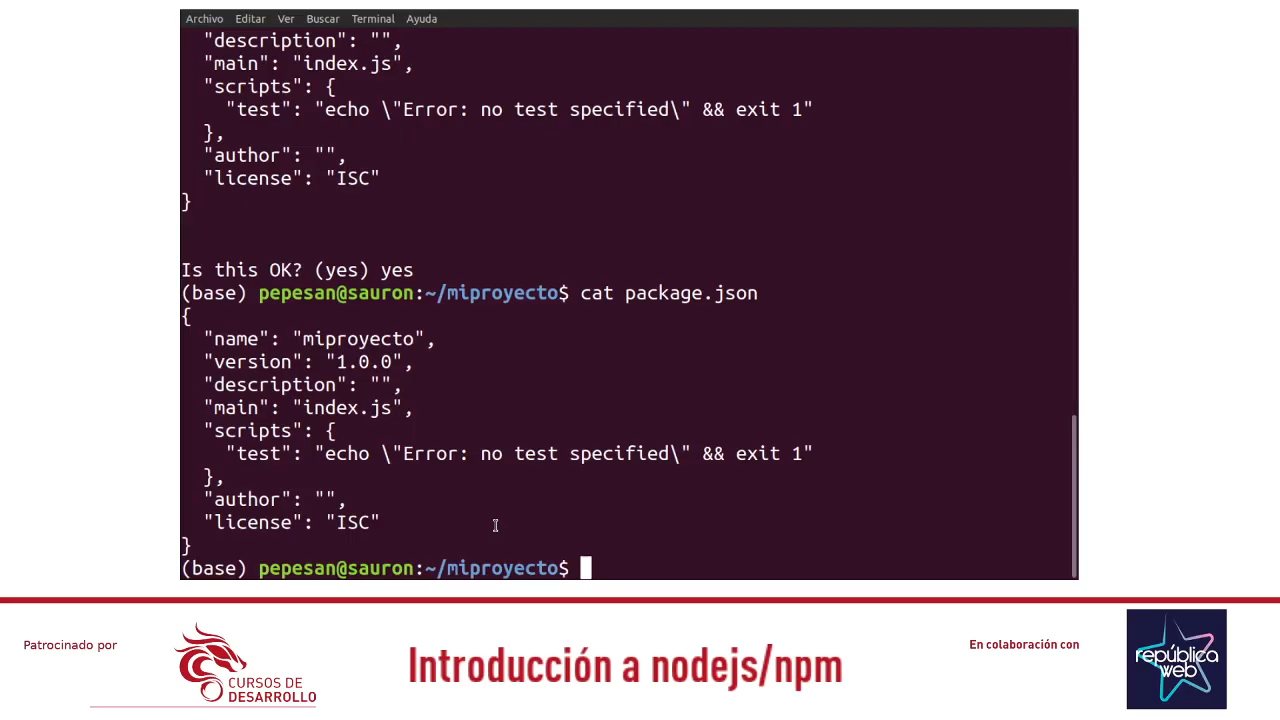 Archivo Editar Ver Buscar Terminal Ayuda
"description": "",
"main": "index.js",
"scripts": {
"test": "echo \"Error: no test specified\" && exit 1"
},
"author": "",
"license": "ISC"
}
Is this OK? (yes) yes
(base) pepesan@sauron:~/miproyecto$ cat package.json
{
"name": "miproyecto",
"version": "1.0.0",
"description": "",
"main": "index.js",
"scripts": {
"test": "echo \"Error: no test specified\" && exit 1"
},
"author": "",
"license": "ISC"
}
(base) pepesan@sauron:~/miproyecto$
Patrocinado por
CURSOS DE
DESARROLLO
Introducción a nodejs/npm
En colaboración con
república
web